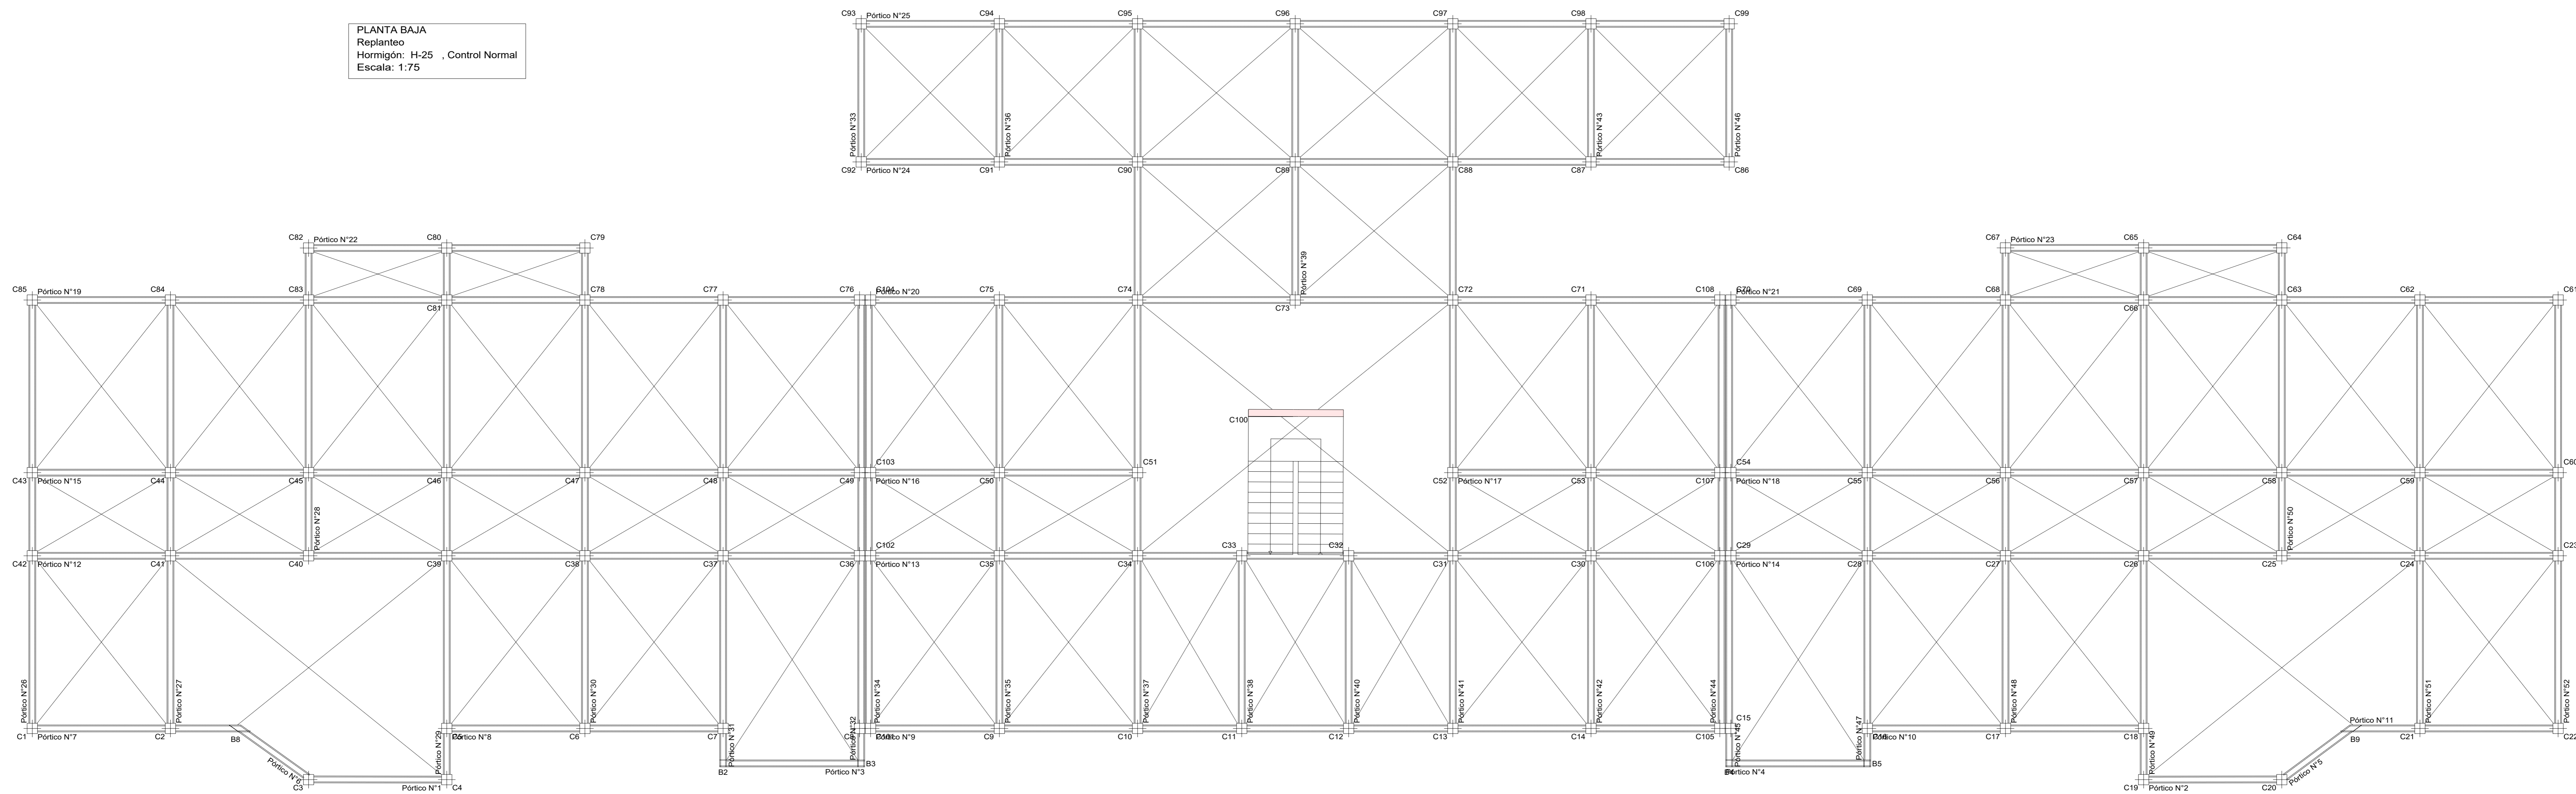 C93
Pórtico N°25
C94
C95
C96
C97
C98
C99
PLANTA BAJA
Replanteo
Hormigón: H-25 , Control Normal
Escala: 1:75
Pórtico N°33
Pórtico N°36
Pórtico N°43
Pórtico N°46
C92
Pórtico N°24
C91
C90
C89
C88
C87
C86
C82
Pórtico N°22
C80
C79
C67
Pórtico N°23
C65
C64
Pórtico N°39
C85
Pórtico N°19
C84
C83
C81
C78
C77
C76
C104
Pórtico N°20
C75
C74
C73
C72
C71
C108
C70
Pórtico N°21
C69
C68
C66
C63
C62
C61
C100
C103
C51
C54
C60
C43
Pórtico N°15
C44
C45
C46
C47
C48
C49
Pórtico N°16
C50
C52
Pórtico N°17
C53
C107
Pórtico N°18
C55
C56
C57
C58
C59
Pórtico N°28
Pórtico N°50
C102
C33
C32
C29
C23
C42
Pórtico N°12
C41
C40
C39
C38
C37
C36
Pórtico N°13
C35
C34
C31
C30
C106
Pórtico N°14
C28
C27
C26
C25
C24
Pórtico N°26
Pórtico N°27
Pórtico N°29
Pórtico N°30
Pórtico N°31
Pórtico N°32
Pórtico N°34
Pórtico N°35
Pórtico N°37
Pórtico N°38
Pórtico N°40
Pórtico N°41
Pórtico N°42
Pórtico N°44
Pórtico N°45
Pórtico N°47
Pórtico N°48
Pórtico N°49
Pórtico N°51
Pórtico N°52
C15
Pórtico N°11
C1
Pórtico N°7
C2
B8
C5
Pórtico N°8
C6
C7
C8
C101
Pórtico N°9
C9
C10
C11
C12
C13
C14
C105
C16
Pórtico N°10
C17
C18
B9
C21
C22
Pórtico N°6
Pórtico N°5
B2
Pórtico N°3
B3
B4
Pórtico N°4
B5
C3
Pórtico N°1
C4
C19
Pórtico N°2
C20